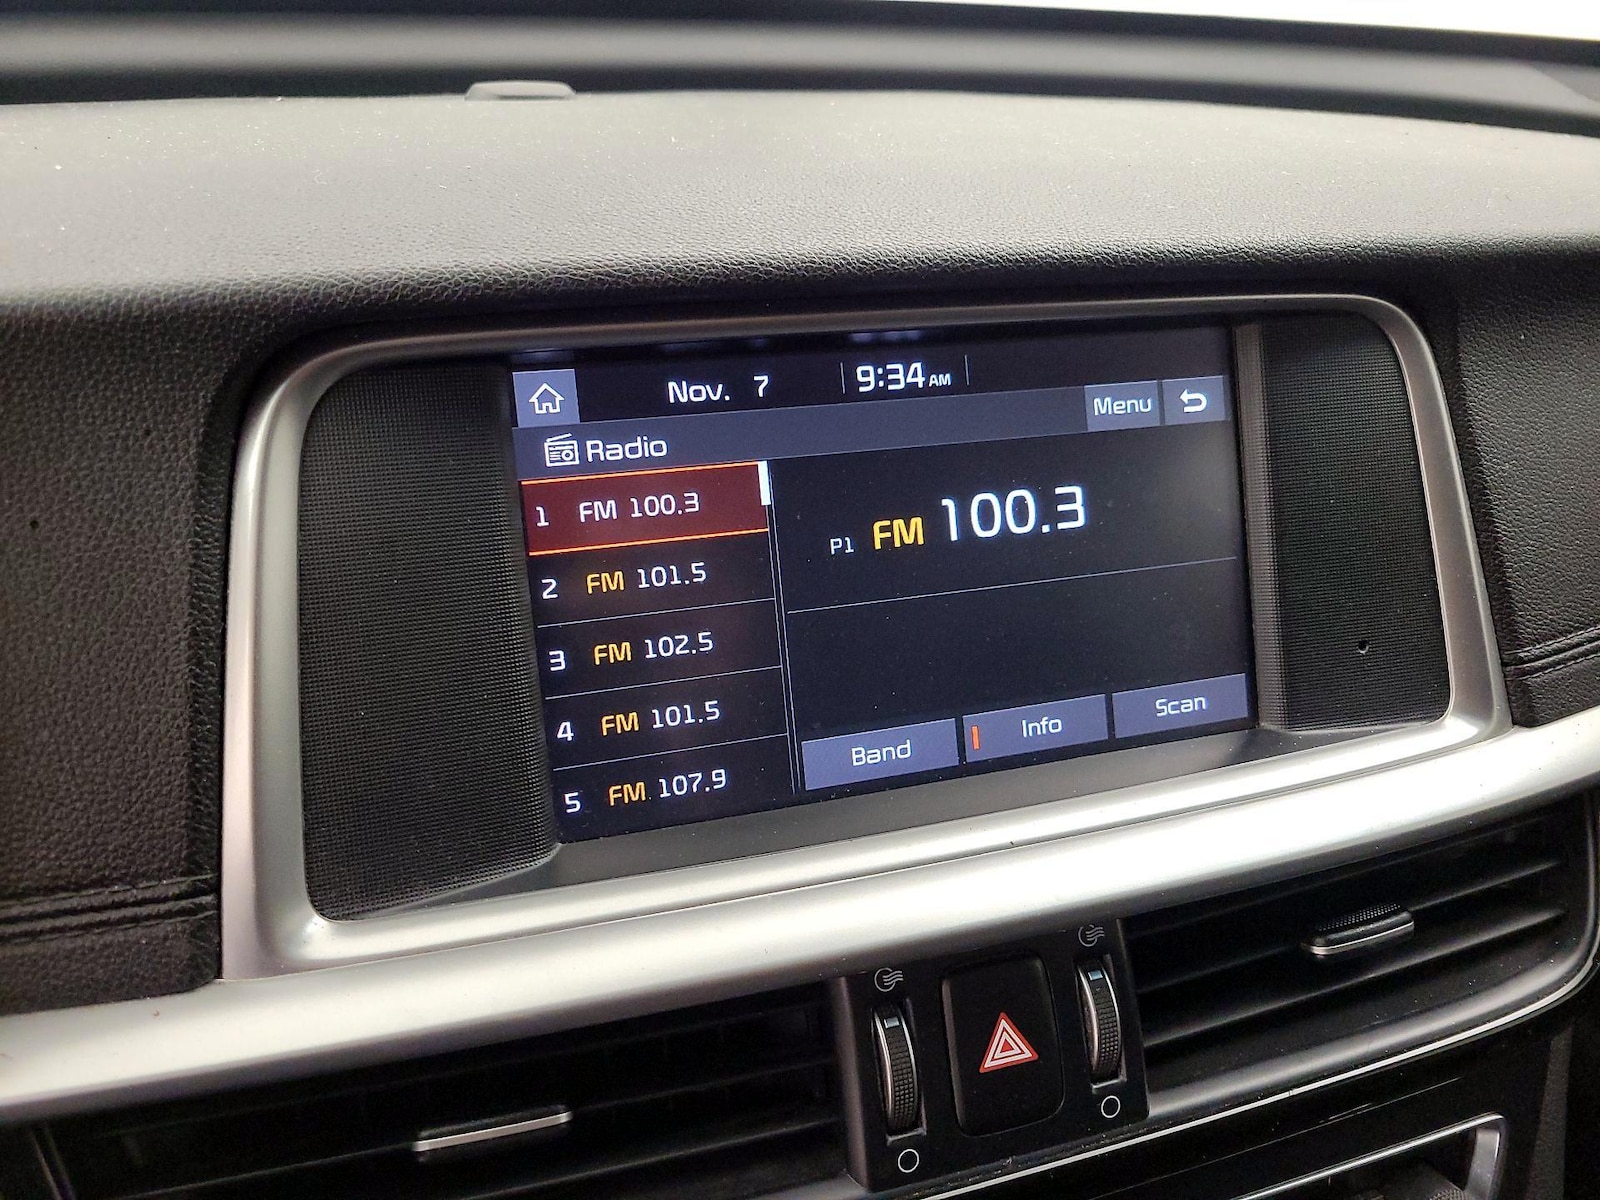 Nov. 7 9:34 AM
Menu
Radio
1 FM 100.3
2 FM 101.5
3 FM 102.5
4 FM 101.5
5 FM 107.9
P1 FM 100.3
Band Info Scan